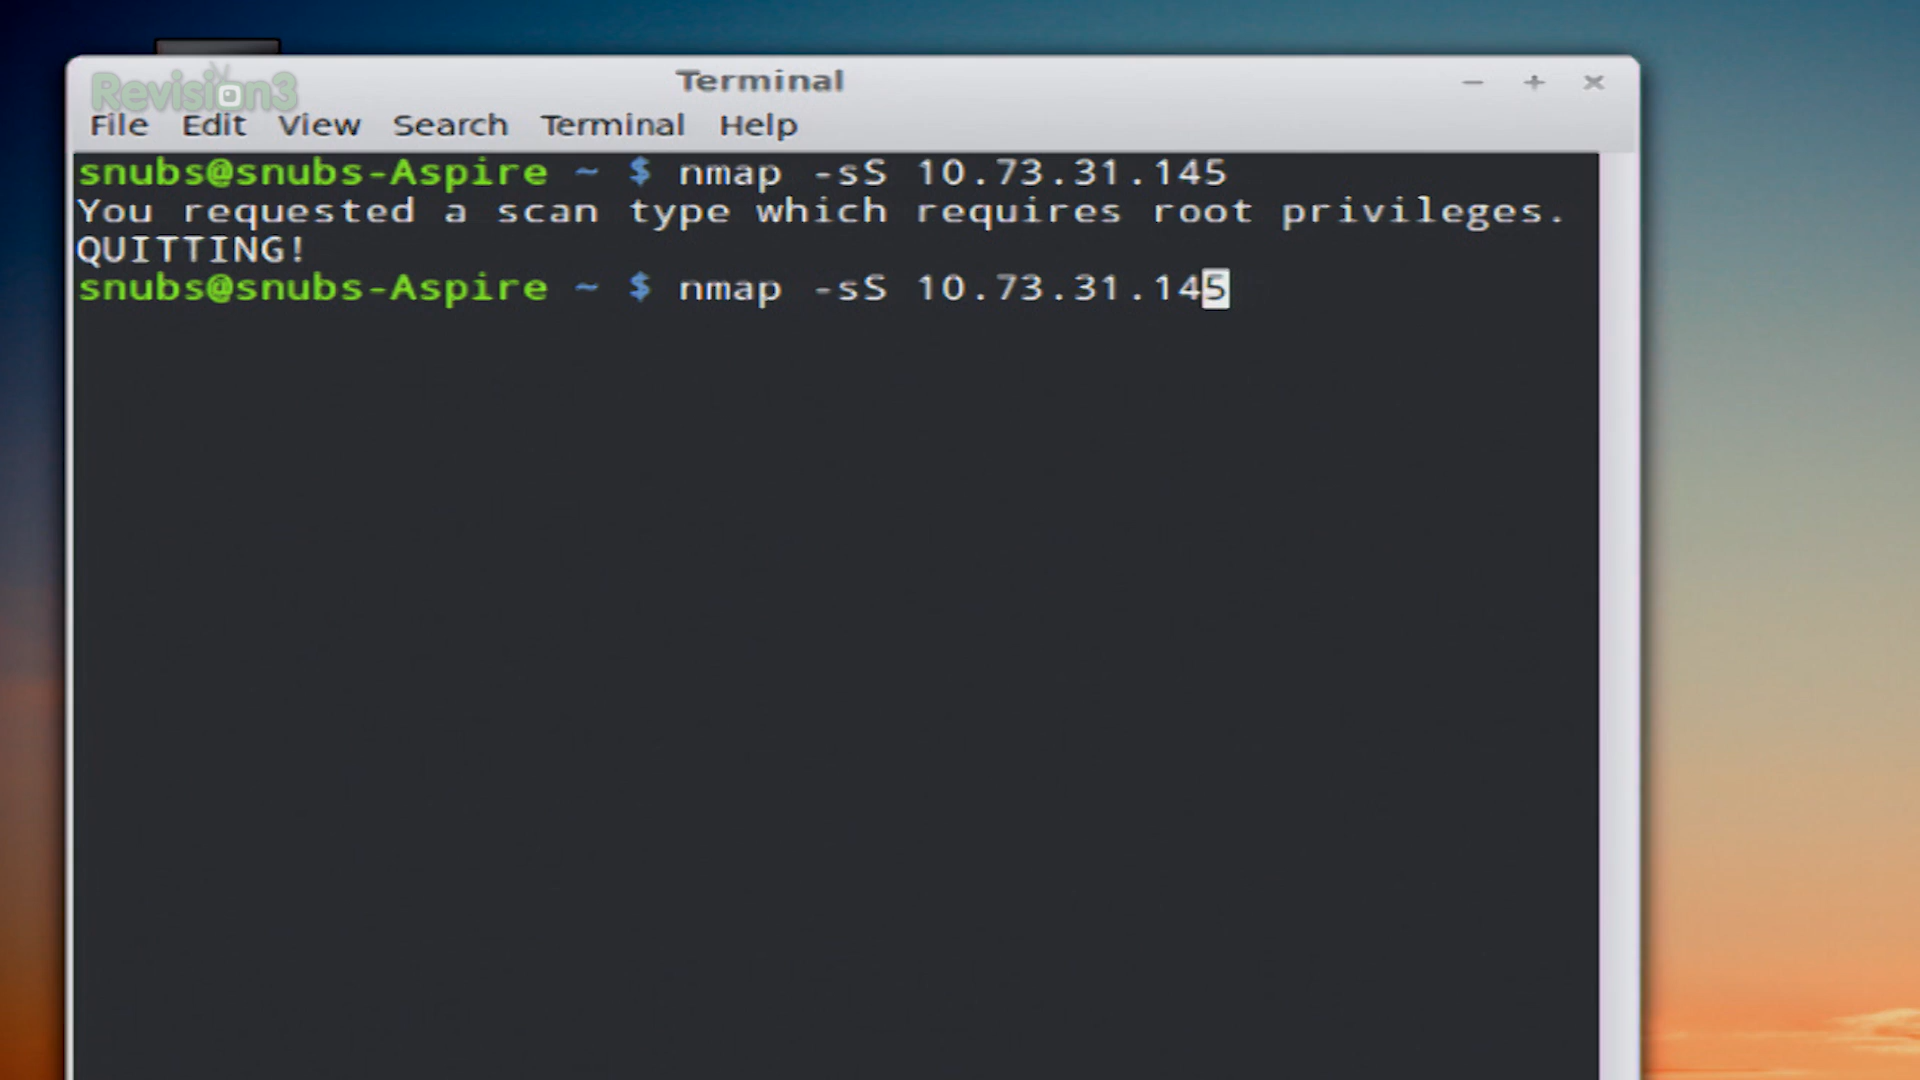 Terminal
Revision3
File Edit View Search Terminal Help
snubs@snubs-Aspire ~ $ nmap -sS 10.73.31.145
You requested a scan type which requires root privileges.
QUITTING!
snubs@snubs-Aspire ~ $ nmap -sS 10.73.31.145